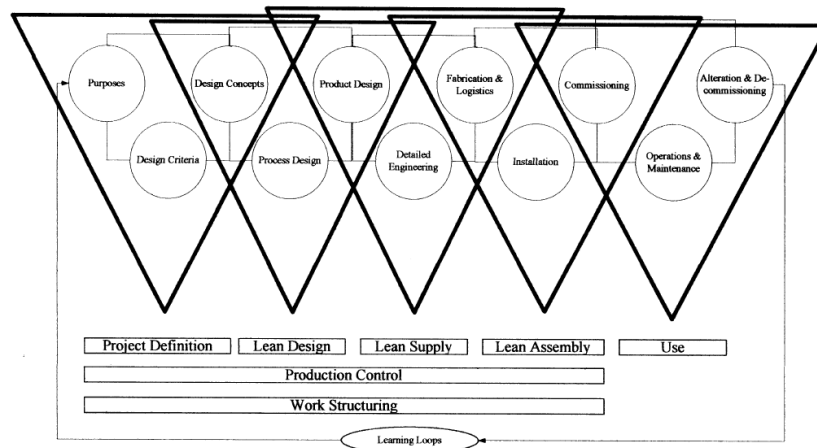 Purposes
Design Concepts
Product Design
Fabrication &
Logistics
Commissioning
Alteration & De-
commissioning
Design Criteria
Process Design
Detailed
Engineering
Installation
Operations &
Maintenance
Project Definition
Lean Design
Lean Supply
Lean Assembly
Use
Production Control
Work Structuring
Learning Loops